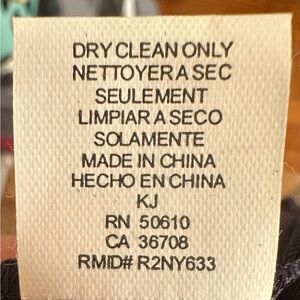 DRY CLEAN ONLY
NETTOYER A SEC
SEULEMENT
LIMPIAR A SECO
SOLAMENTE
MADE IN CHINA
HECHO EN CHINA
KJ
RN 50610
CA 36708
RMID# R2NY633